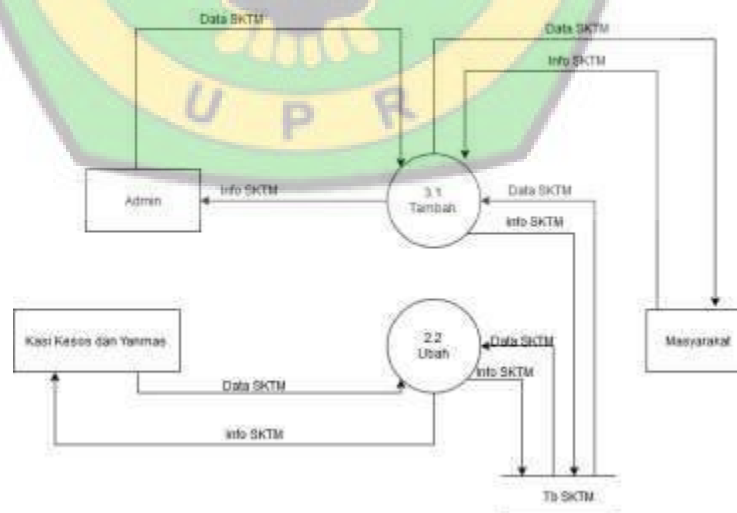 Data SKTM
Data SKTM
Info SKTM
U P R
Admin
Info SKTM
3.1
Tambah
Data SKTM
Info SKTM
Kasi Kesos dan Yanmas
2.2
Ubah
Data SKTM
Masyarakat
Info SKTM
Data SKTM
Info SKTM
Tb SKTM